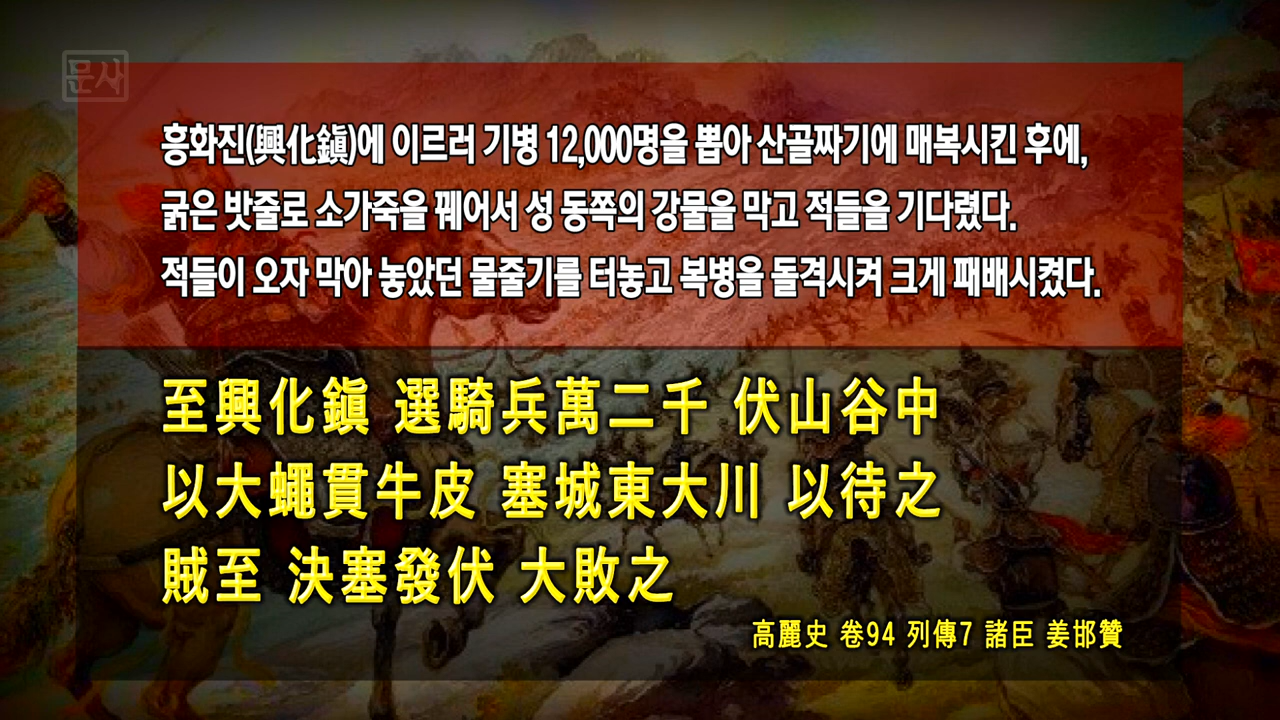 문사
흥화진(興化鎭)에 이르러 기병 12,000명을 뽑아 산골짜기에 매복시킨 후에,
굵은 밧줄로 소가죽을 꿰어서 성 동쪽의 강물을 막고 적들을 기다렸다.
적들이 오자 막아 놓았던 물줄기를 터놓고 복병을 돌격시켜 크게 패배시켰다.
至興化鎭 選騎兵萬二千 伏山谷中
以大蠅貫牛皮 塞城東大川 以待之
賊至 決塞發伏 大敗之
高麗史 卷94 列傳7 諸臣 姜邯贊